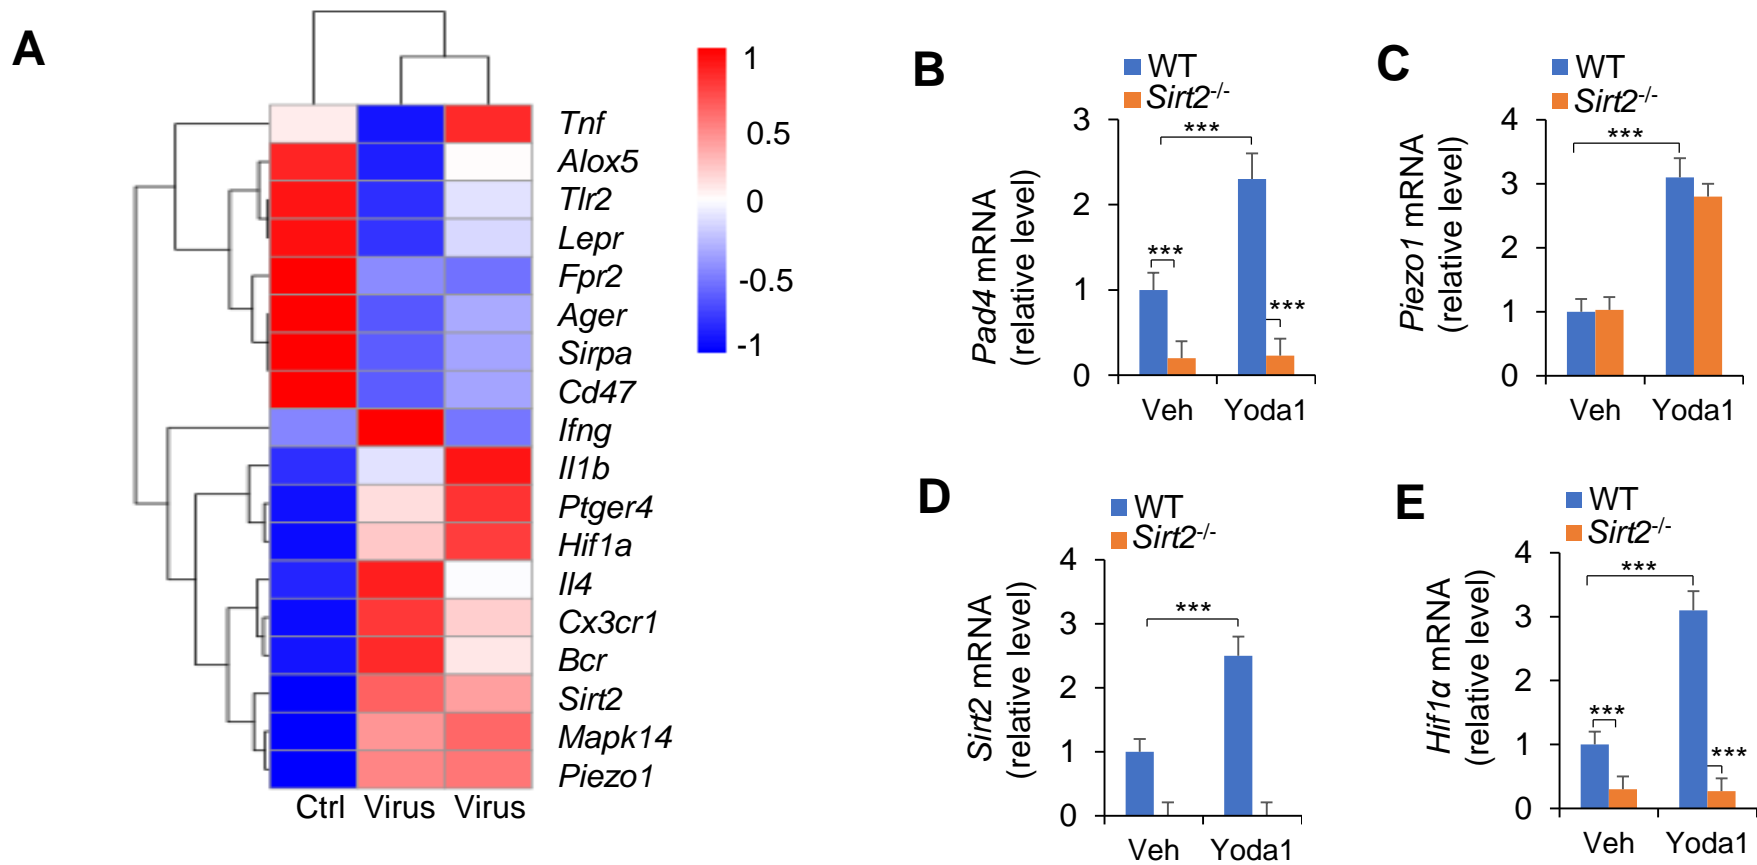 A
1
0.5
0
-0.5
-1
Tnf
Alox5
Tlr2
Lepr
Fpr2
Ager
Sirpa
Cd47
Ifng
Il1b
Ptger4
Hif1a
Il4
Cx3cr1
Bcr
Sirt2
Mapk14
Piezo1
Ctrl Virus Virus
B
WT
Sirt2-/-
Pad4 mRNA
(relative level)
3
2
1
0
***
***
***
Veh Yoda1
C
WT
Sirt2-/-
Piezo1 mRNA
(relative level)
4
3
2
1
0
***
Veh Yoda1
D
WT
Sirt2-/-
Sirt2 mRNA
(relative level)
4
3
2
1
0
***
Veh Yoda1
E
WT
Sirt2-/-
Hif1α mRNA
(relative level)
4
3
2
1
0
***
***
***
Veh Yoda1